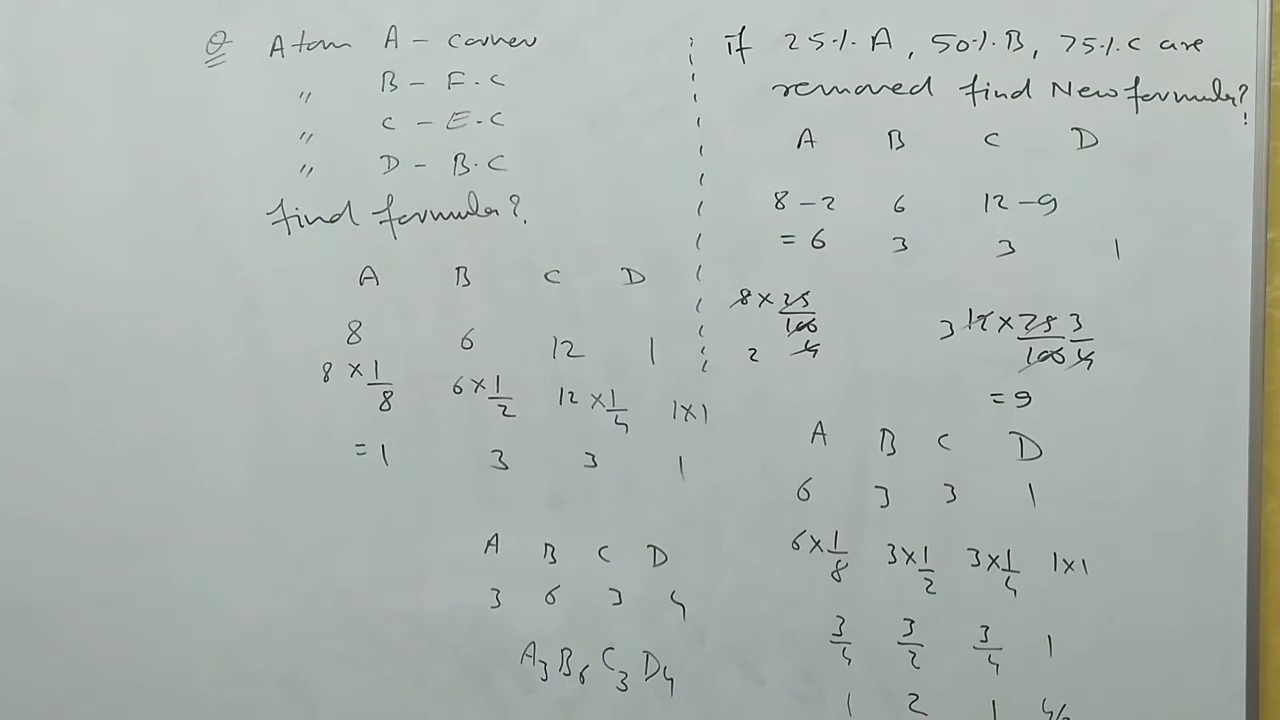 Q Atom A - corner
" B - F.C
" C - E.C
" D - B.C
find formula?
A B C D
8 6 12 1
8 × 1/8 6 × 1/2 12 × 1/4 1×1
= 1 3 3 1
A B C D
3 6 3 4
A3 B6 C3 D4
if 25% A, 50% B, 75% C are
removed find New formula?
A B C D
8 - 2 6 12 - 9
= 6 3 3 1
8 × 25/100
2 4
3 12 × 75/100 3/4
= 9
A B C D
6 3 3 1
6 × 1/8 3 × 1/2 3 × 1/4 1×1
3/4 3/2 3/4 1
1 2 1